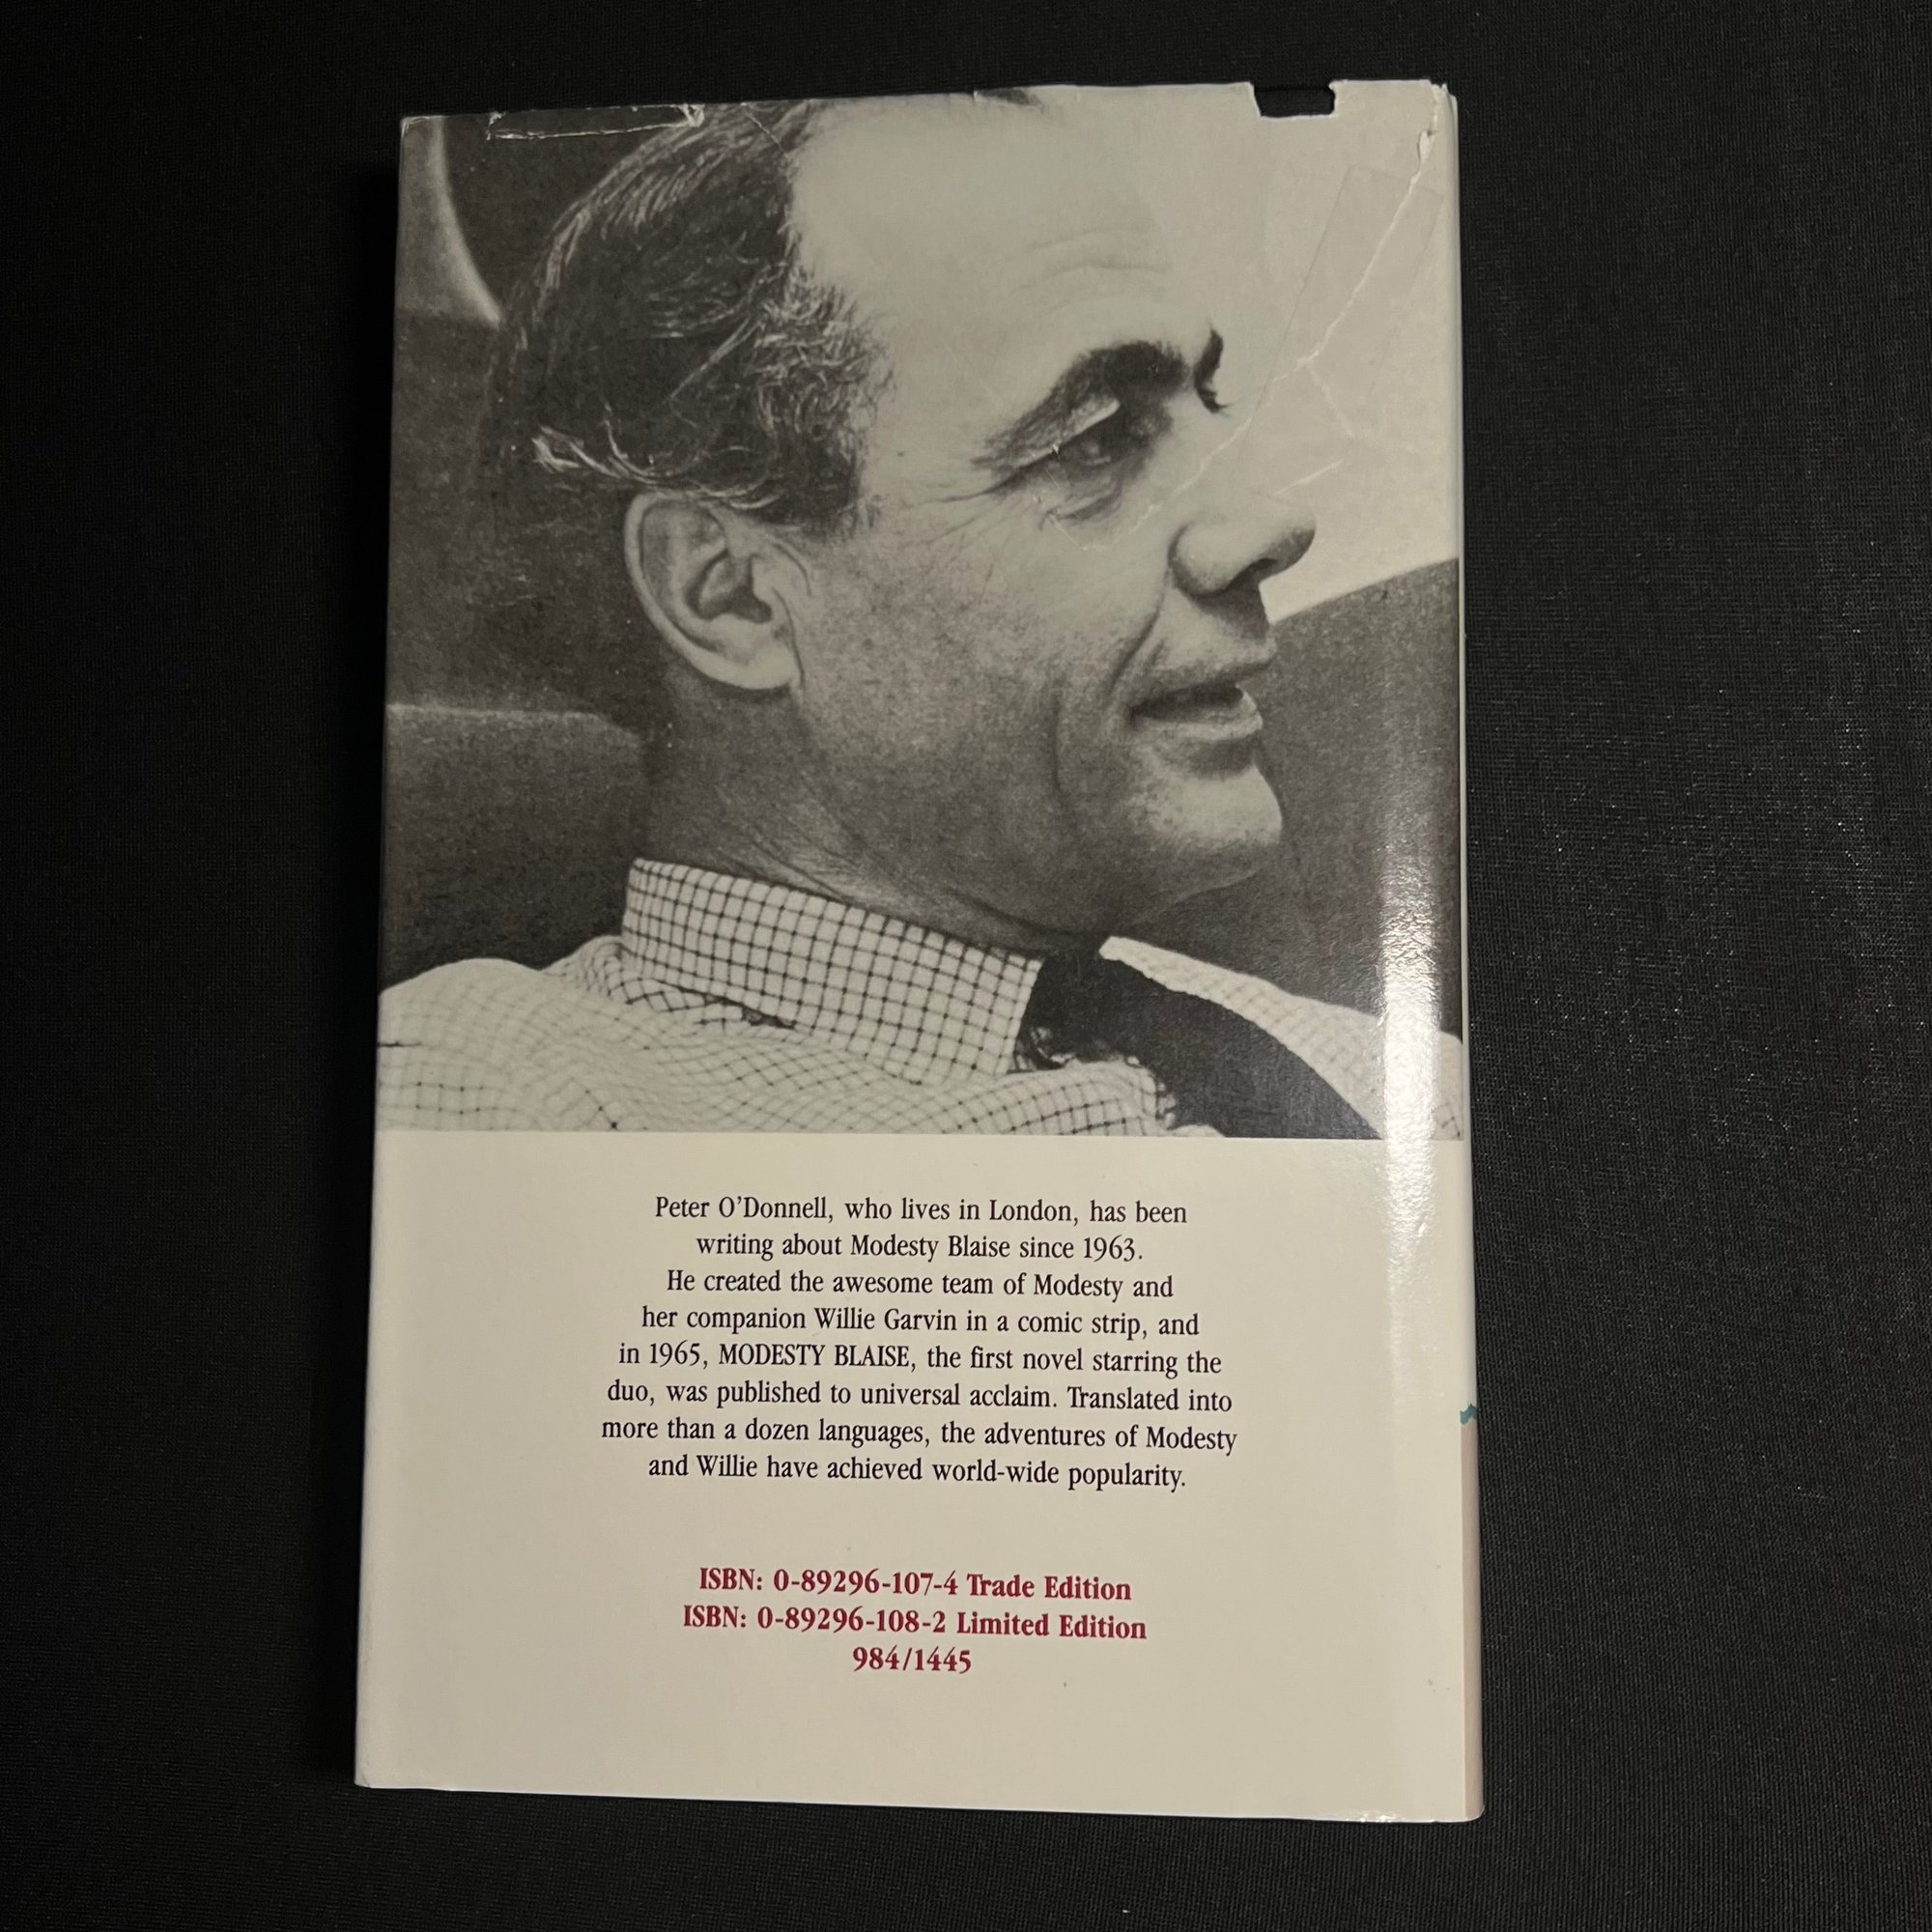 Peter O’Donnell, who lives in London, has been
writing about Modesty Blaise since 1963.
He created the awesome team of Modesty and
her companion Willie Garvin in a comic strip, and
in 1965, MODESTY BLAISE, the first novel starring the
duo, was published to universal acclaim. Translated into
more than a dozen languages, the adventures of Modesty
and Willie have achieved world-wide popularity.
ISBN: 0-89296-107-4 Trade Edition
ISBN: 0-89296-108-2 Limited Edition
984/1445